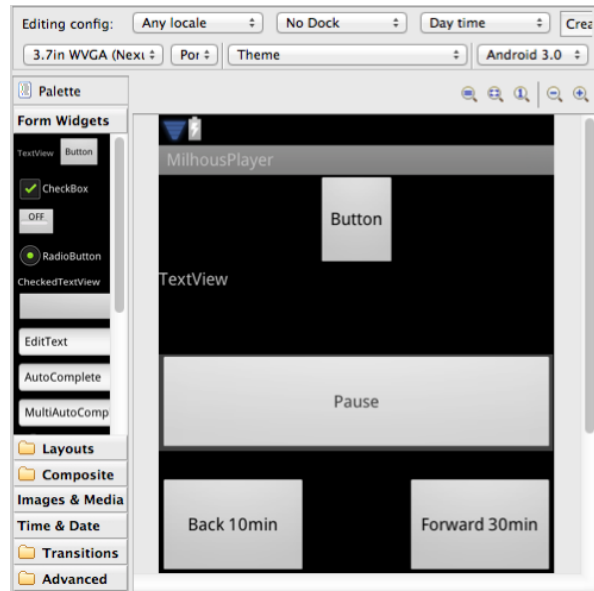 Editing config: Any locale No Dock Day time Crea
3.7in WVGA (Nexu Por Theme Android 3.0
Palette
Form Widgets
TextView Button
CheckBox
OFF
RadioButton
CheckedTextView
EditText
AutoComplete
MultiAutoComp
Layouts
Composite
Images & Media
Time & Date
Transitions
Advanced
MilhousPlayer
Button
TextView
Pause
Back 10min Forward 30min